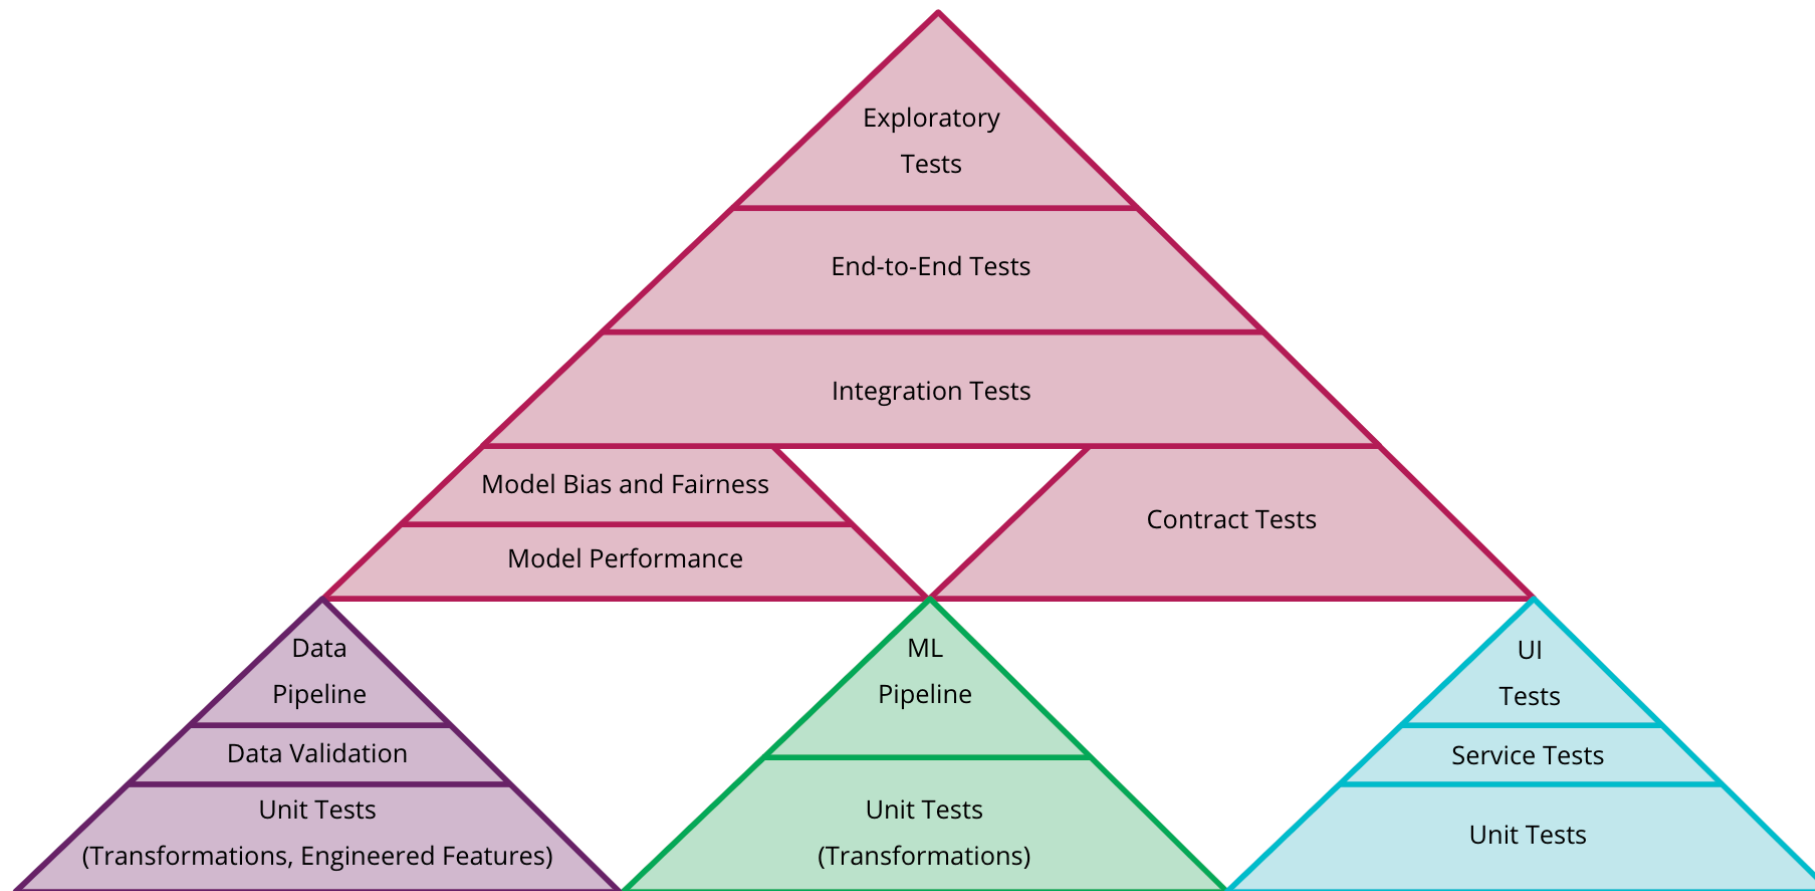 Exploratory
Tests
End-to-End Tests
Integration Tests
Model Bias and Fairness
Model Performance
Contract Tests
Data
Pipeline
Data Validation
Unit Tests
(Transformations, Engineered Features)
ML
Pipeline
Unit Tests
(Transformations)
UI
Tests
Service Tests
Unit Tests